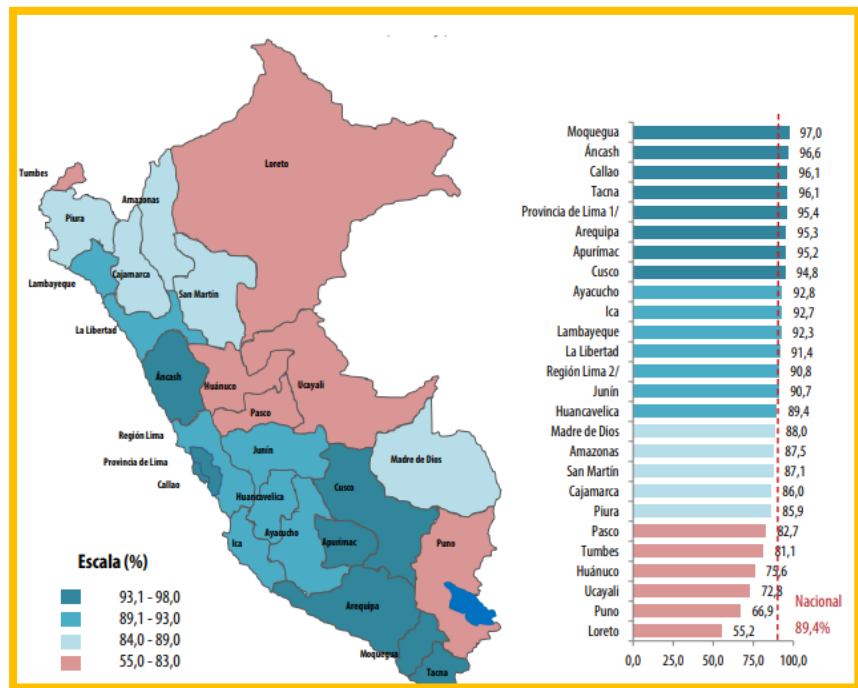 Loreto
Tumbes
Amazonas
Piura
Cajamarca
Lambayeque
San Martín
La Libertad
Áncash
Huánuco
Ucayali
Pasco
Región Lima
Junín
Provincia de Lima
Madre de Dios
Callao
Cusco
Huancavelica
Ayacucho
Apurímac
Ica
Puno
Arequipa
Moquegua
Tacna
Escala (%)
93,1 - 98,0
89,1 - 93,0
84,0 - 89,0
55,0 - 83,0
Moquegua 97,0
Áncash 96,6
Callao 96,1
Tacna 96,1
Provincia de Lima 1/ 95,4
Arequipa 95,3
Apurímac 95,2
Cusco 94,8
Ayacucho 92,8
Ica 92,7
Lambayeque 92,3
La Libertad 91,4
Región Lima 2/ 90,8
Junín 90,7
Huancavelica 89,4
Madre de Dios 88,0
Amazonas 87,5
San Martín 87,1
Cajamarca 86,0
Piura 85,9
Pasco 82,7
Tumbes 81,1
Huánuco 75,6
Ucayali 72,8
Puno 66,9
Loreto 55,2
Nacional
89,4%
0,0 25,0 50,0 75,0 100,0